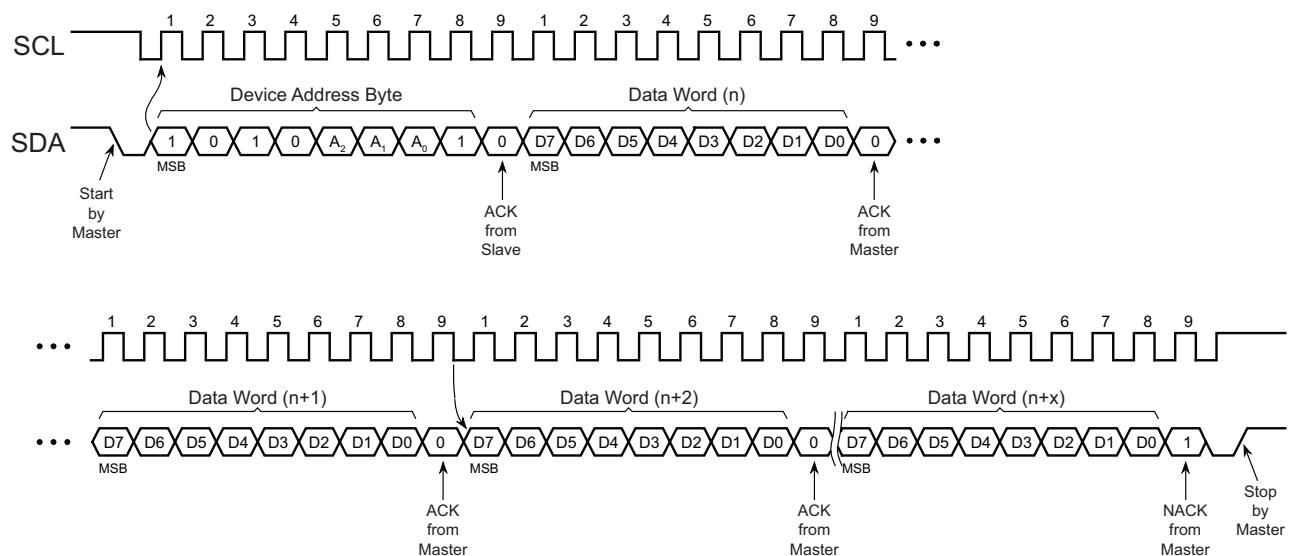 1 2 3 4 5 6 7 8 9 1 2 3 4 5 6 7 8 9
SCL
Device Address Byte Data Word (n)
SDA 1 0 1 0 A2 A1 A0 1 0 D7 D6 D5 D4 D3 D2 D1 D0 0
MSB MSB
Start
by
Master
ACK
from
Slave
ACK
from
Master
1 2 3 4 5 6 7 8 9 1 2 3 4 5 6 7 8 9 1 2 3 4 5 6 7 8 9
Data Word (n+1) Data Word (n+2) Data Word (n+x)
D7 D6 D5 D4 D3 D2 D1 D0 0 D7 D6 D5 D4 D3 D2 D1 D0 0 D7 D6 D5 D4 D3 D2 D1 D0 1
MSB MSB MSB
ACK
from
Master
ACK
from
Master
NACK
from
Master
Stop
by
Master